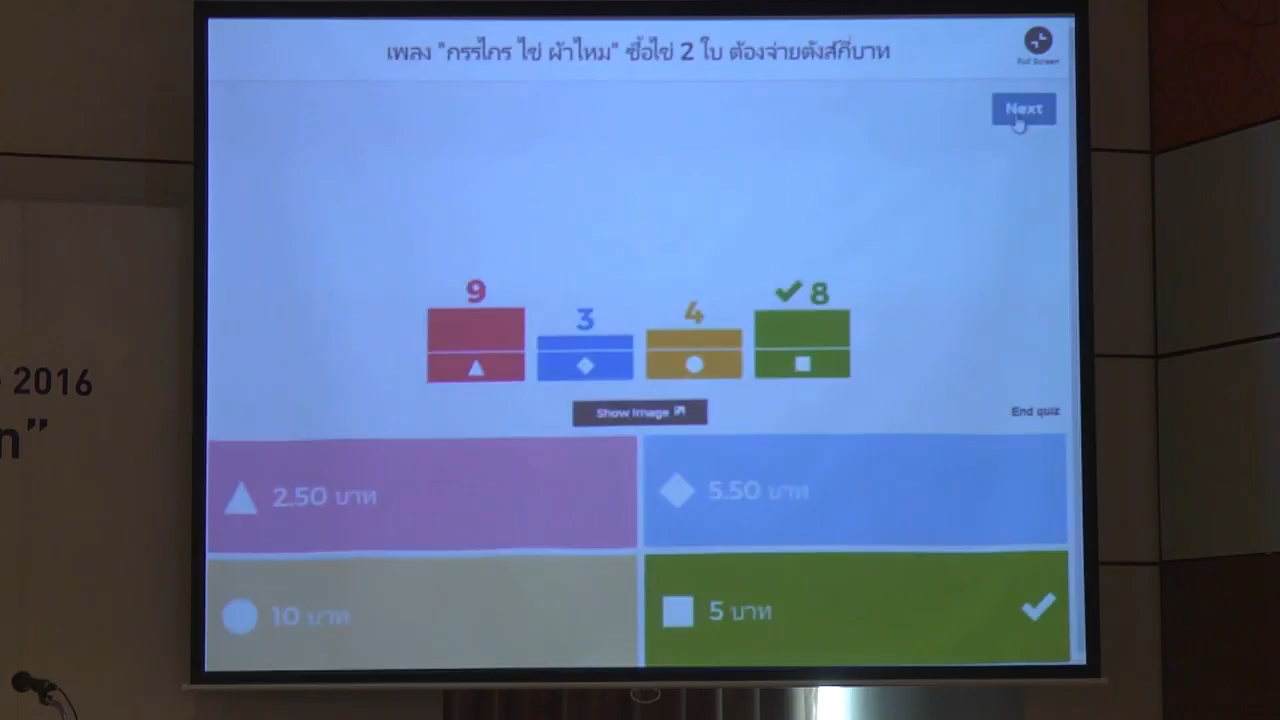 เพลง "กรรไกร ไข่ ผ้าไหม" ซื้อไข่ 2 ใบ ต้องจ่ายตังส์กี่บาท
Full Screen
Next
9
3
4
8
Show image
End quiz
2.50 บาท
5.50 บาท
10 บาท
5 บาท
2016
n”